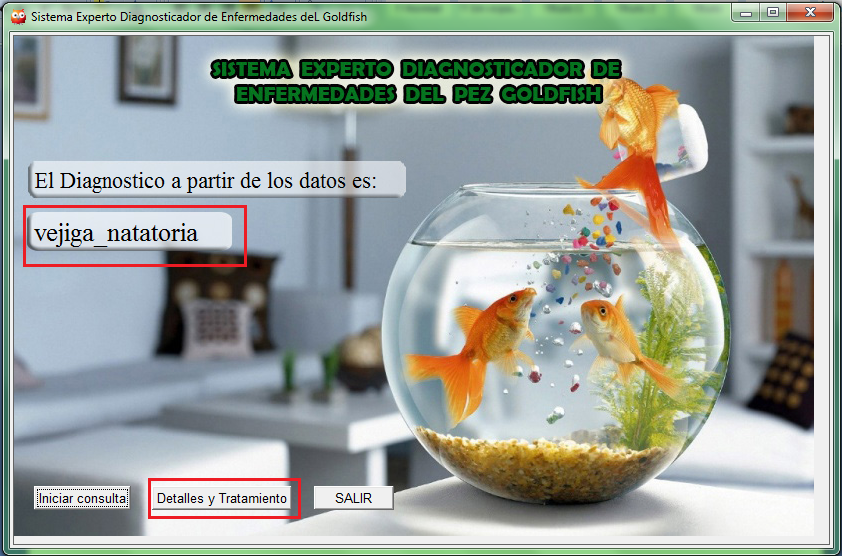 Sistema Experto Diagnosticador de Enfermedades deL Goldfish
SISTEMA EXPERTO DIAGNOSTICADOR DE
ENFERMEDADES DEL PEZ GOLDFISH
El Diagnostico a partir de los datos es:
vejiga_natatoria
Iniciar consulta
Detalles y Tratamiento
SALIR